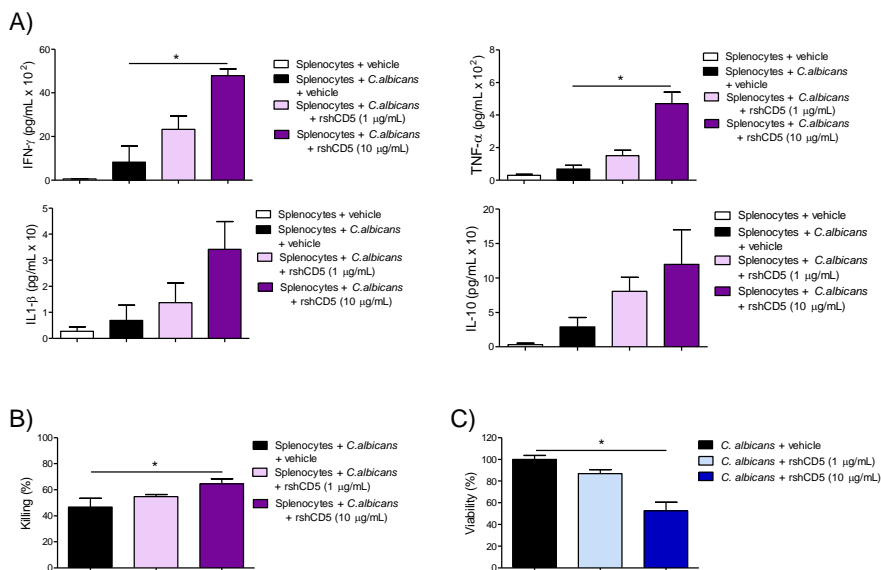 A)
IFN-γ (pg/mL x 10²)
60
40
20
0
*
Splenocytes + vehicle
Splenocytes + C.albicans
+ vehicle
Splenocytes + C.albicans
+ rshCD5 (1 μg/mL)
Splenocytes + C.albicans
+ rshCD5 (10 μg/mL)
TNF-α (pg/mL x 10²)
8
6
4
2
0
*
Splenocytes + vehicle
Splenocytes + C.albicans
+ vehicle
Splenocytes + C.albicans
+ rshCD5 (1 μg/mL)
Splenocytes + C.albicans
+ rshCD5 (10 μg/mL)
IL1-β (pg/mL x 10)
5
4
3
2
1
0
Splenocytes + vehicle
Splenocytes + C.albicans
+ vehicle
Splenocytes + C.albicans
+ rshCD5 (1 μg/mL)
Splenocytes + C.albicans
+ rshCD5 (10 μg/mL)
IL-10 (pg/mL x 10)
20
15
10
5
0
Splenocytes + vehicle
Splenocytes + C.albicans
+ vehicle
Splenocytes + C.albicans
+ rshCD5 (1 μg/mL)
Splenocytes + C.albicans
+ rshCD5 (10 μg/mL)
B)
Killing (%)
100
80
60
40
20
0
*
Splenocytes + C.albicans
+ vehicle
Splenocytes + C.albicans
+ rshCD5 (1 μg/mL)
Splenocytes + C.albicans
+ rshCD5 (10 μg/mL)
C)
Viability (%)
120
100
80
60
40
20
0
*
C. albicans + vehicle
C. albicans + rshCD5 (1 μg/mL)
C. albicans + rshCD5 (10 μg/mL)